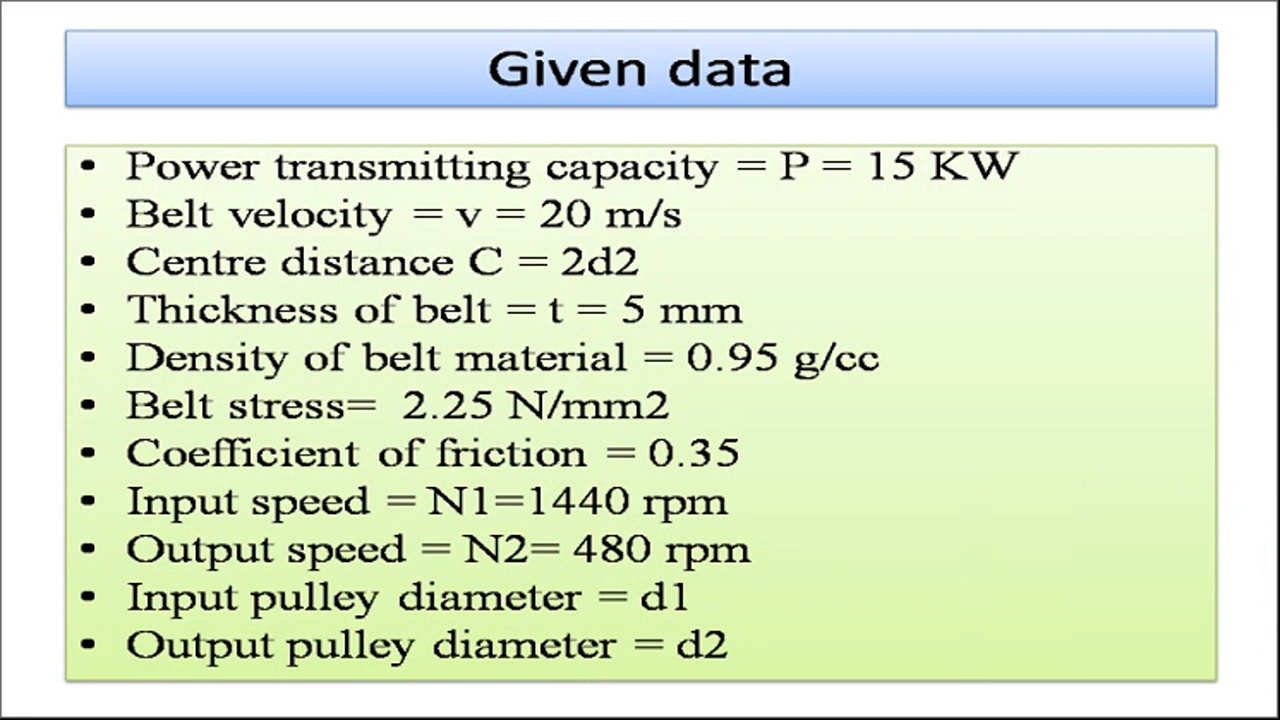 Given data
• Power transmitting capacity = P = 15 KW
• Belt velocity = v = 20 m/s
• Centre distance C = 2d2
• Thickness of belt = t = 5 mm
• Density of belt material = 0.95 g/cc
• Belt stress= 2.25 N/mm2
• Coefficient of friction = 0.35
• Input speed = N1=1440 rpm
• Output speed = N2= 480 rpm
• Input pulley diameter = d1
• Output pulley diameter = d2